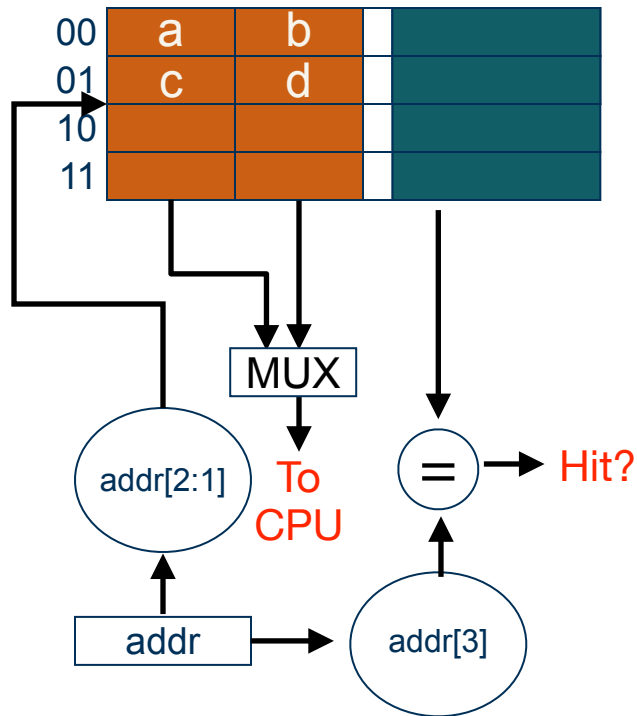 00 a b
01 c d
10
11
MUX
addr[2:1]
To
CPU
=
Hit?
addr
addr[3]